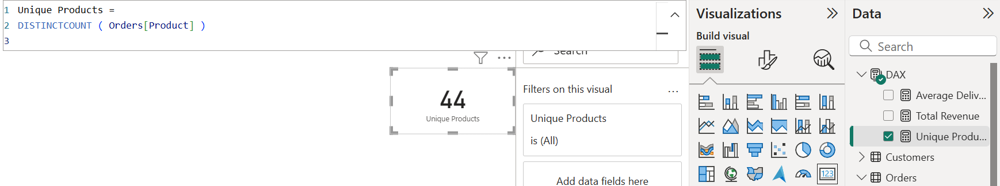 1 Unique Products =
2 DISTINCTCOUNT ( Orders[Product] )
3
44
Unique Products
Search
Filters on this visual
...
Unique Products
is (All)
Add data fields here
Visualizations
Build visual
123
Data
Search
DAX
Average Deliv...
Total Revenue
Unique Produ...
Customers
Orders